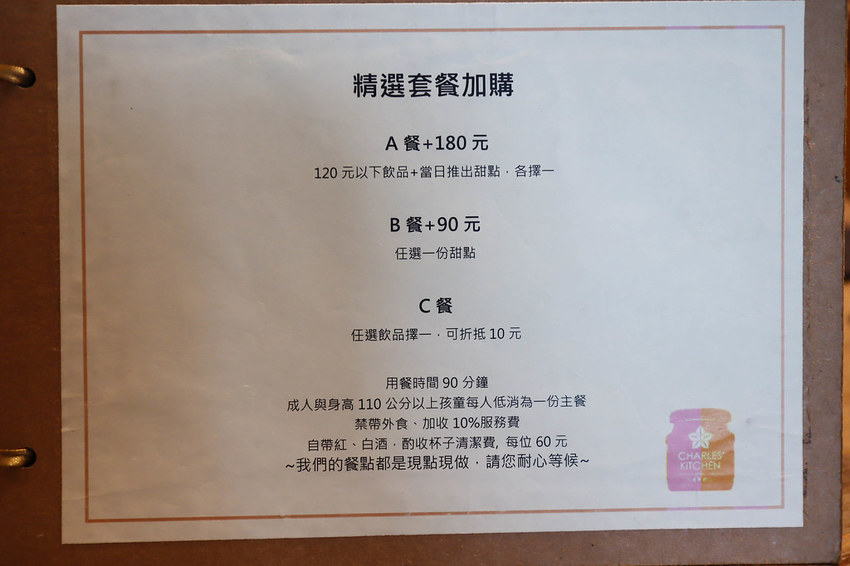 精選套餐加購
A 餐+180 元
120 元以下飲品+當日推出甜點，各擇一
B 餐+90 元
任選一份甜點
C 餐
任選飲品擇一，可折抵 10 元
用餐時間 90 分鐘
成人與身高 110 公分以上孩童每人低消為一份主餐
禁帶外食、加收 10%服務費
自帶紅、白酒，酌收杯子清潔費, 每位 60 元
~我們的餐點都是現點現做，請您耐心等候~
CHARLES'
KITCHEN